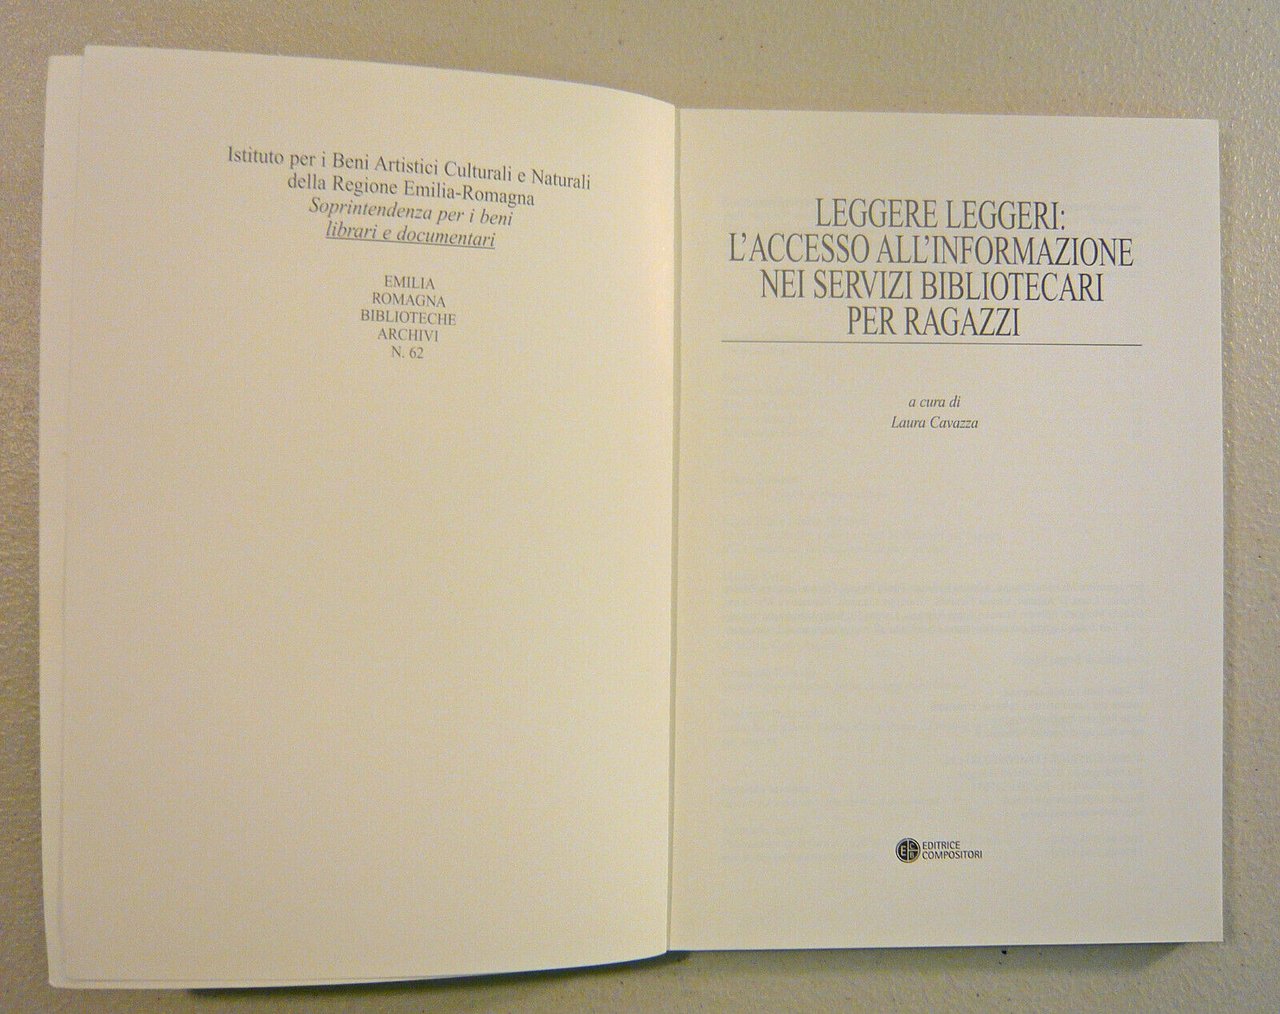 Istituto per i Beni Artistici Culturali e Naturali
della Regione Emilia-Romagna
Soprintendenza per i beni
librari e documentari
EMILIA
ROMAGNA
BIBLIOTECHE
ARCHIVI
N. 62
LEGGERE LEGGERI:
L'ACCESSO ALL'INFORMAZIONE
NEI SERVIZI BIBLIOTECARI
PER RAGAZZI
a cura di
Laura Cavazza
EDITRICE
COMPOSITORI